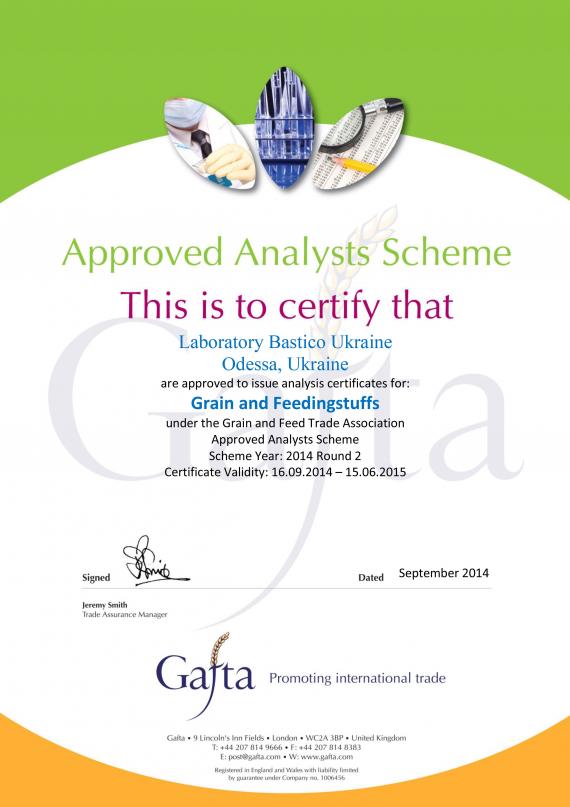 Approved Analysts Scheme
This is to certify that
Laboratory Bastico Ukraine
Odessa, Ukraine
are approved to issue analysis certificates for:
Grain and Feedingstuffs
under the Grain and Feed Trade Association
Approved Analysts Scheme
Scheme Year: 2014 Round 2
Certificate Validity: 16.09.2014 – 15.06.2015
Gafta
Signed
Dated September 2014
Jeremy Smith
Trade Assurance Manager
Gafta Promoting international trade
Gafta • 9 Lincoln's Inn Fields • London • WC2A 3BP • United Kingdom
T: +44 207 814 9666 • F: +44 207 814 8383
E: post@gafta.com • W: www.gafta.com
Registered in England and Wales with liability limited
by guarantee under Company no. 1006456